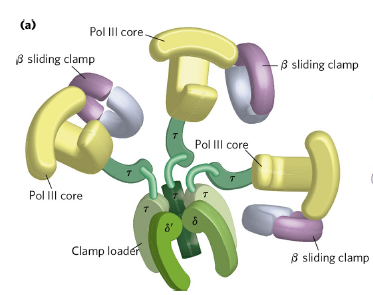 (a)
Pol III core
β sliding clamp
β sliding clamp
τ
Pol III core
τ
τ
Pol III core
τ
τ
τ
δ′
δ
Clamp loader
β sliding clamp